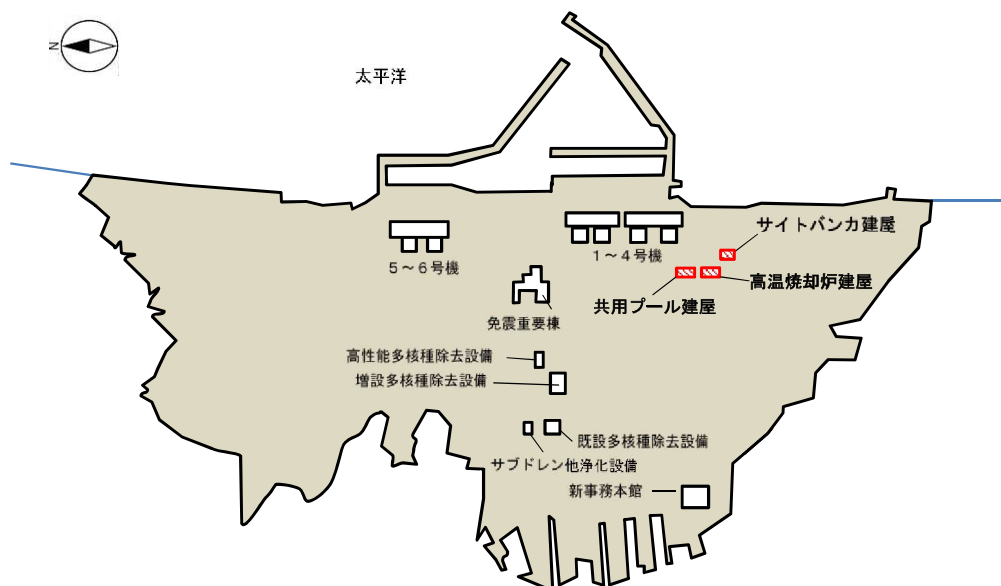 N
太平洋
サイトバンカ建屋
5～6号機
1～4号機
高温焼却炉建屋
共用プール建屋
免震重要棟
高性能多核種除去設備
増設多核種除去設備
既設多核種除去設備
サブドレン他浄化設備
新事務本館